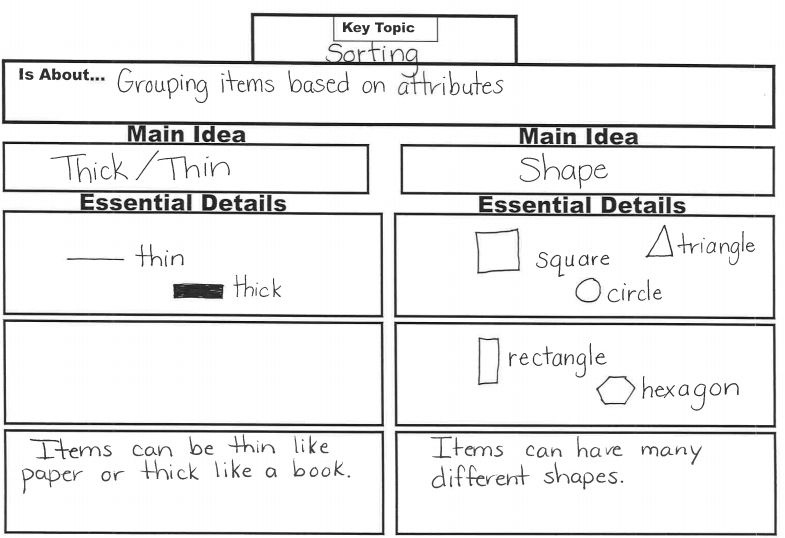 Key Topic
Sorting
Is About... Grouping items based on attributes
Main Idea
Thick/Thin
Essential Details
thin
thick
Items can be thin like
paper or thick like a book.
Main Idea
Shape
Essential Details
square
triangle
circle
rectangle
hexagon
Items can have many
different shapes.